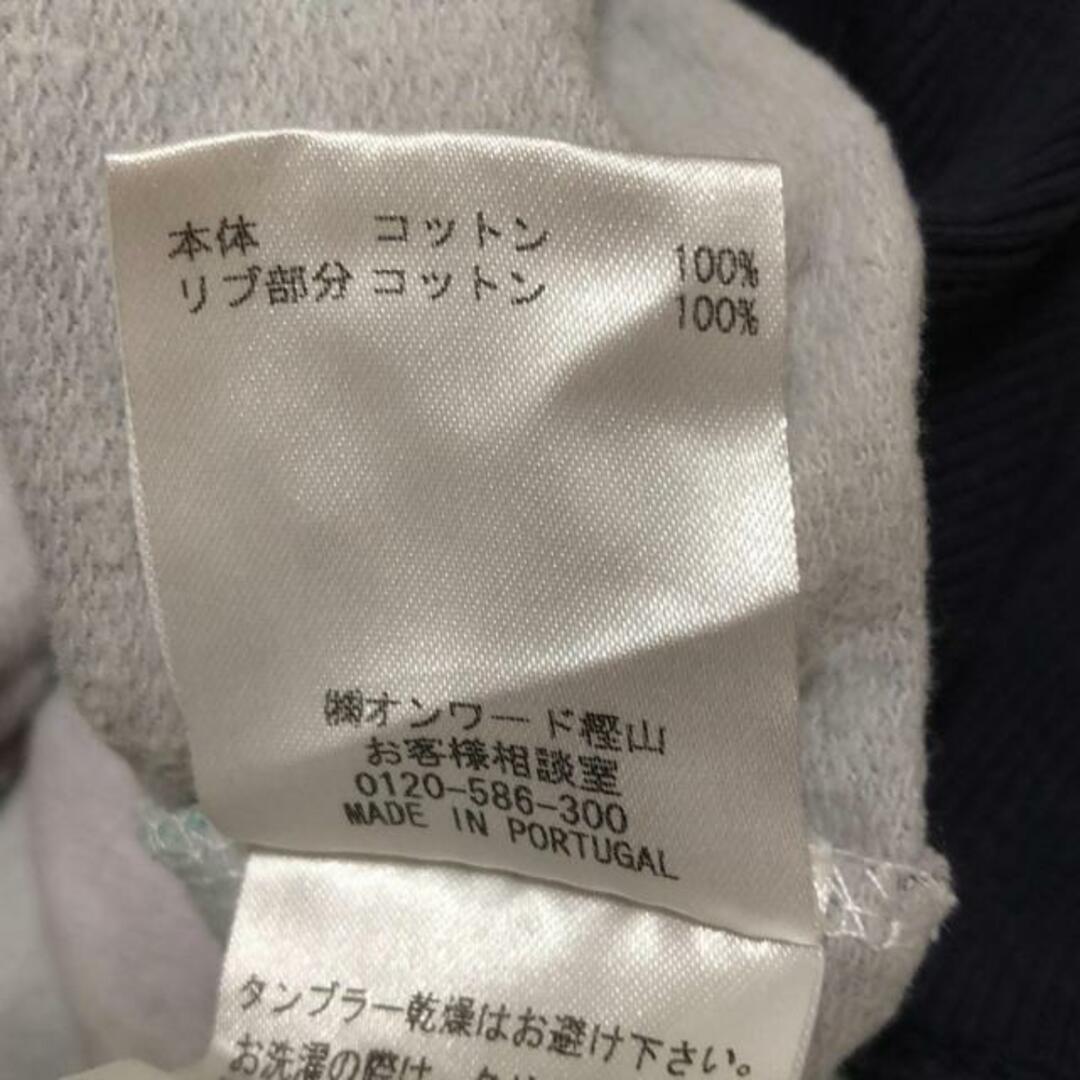 本体 コットン 100%
リブ部分 コットン 100%
㈱オンワード樫山
お客様相談室
0120-586-300
MADE IN PORTUGAL
タンブラー乾燥はお避け下さい。
お洗濯の際は